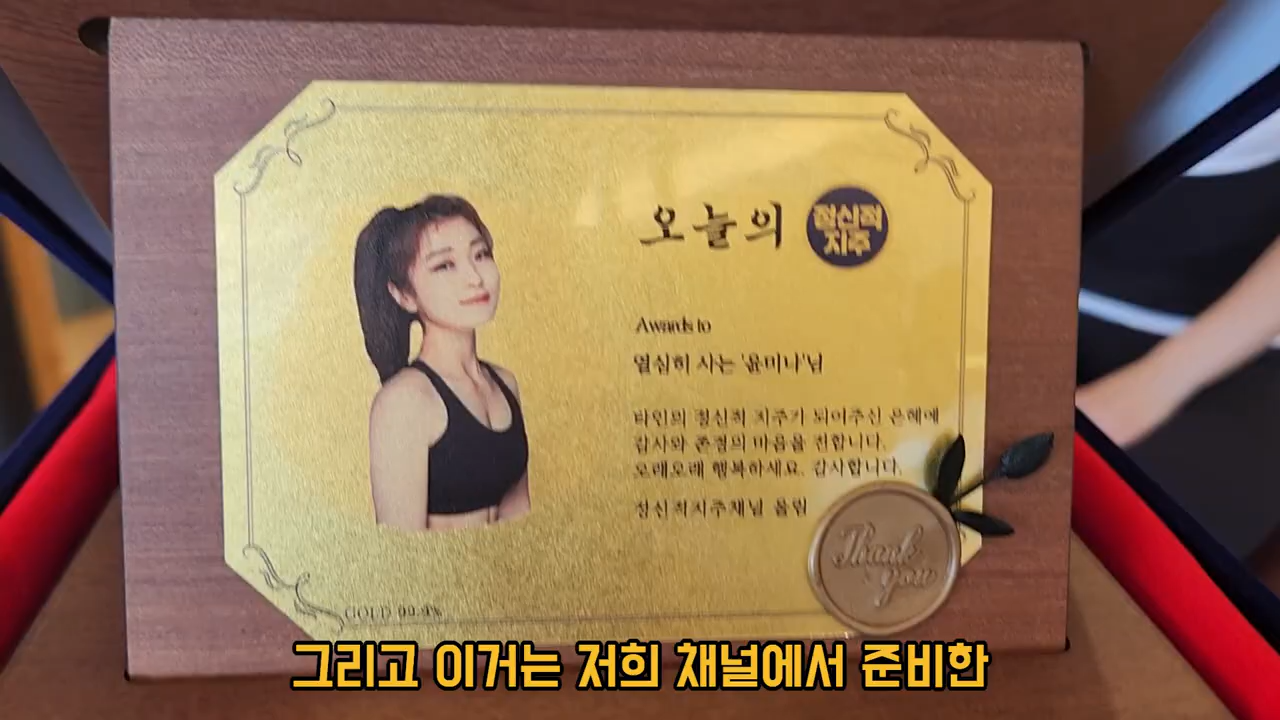 오늘의 정신적
지주
Awards to
열심히 사는 '윤미나'님
타인의 정신적 지주가 되어주신 은혜에
감사와 존경의 마음을 전합니다.
오래오래 행복하세요. 감사합니다.
정신적지주채널 올림
Thank
you
GOLD 99.9%
그리고 이거는 저희 채널에서 준비한